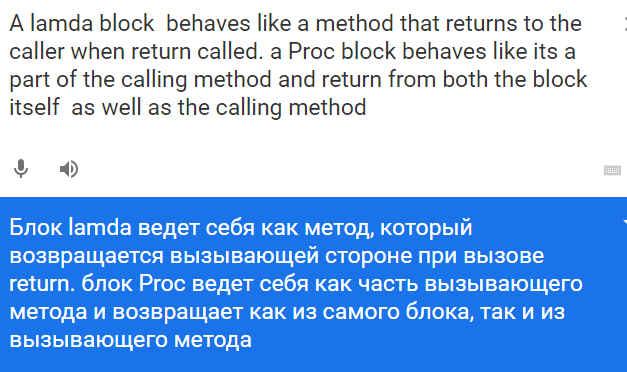 A lamda block  behaves like a method that returns to the
caller when return called. a Proc block behaves like its a
part of the calling method and return from both the block
itself  as well as the calling method
Блок lamda ведет себя как метод, который
возвращается вызывающей стороне при вызове
return. блок Proc ведет себя как часть вызывающего
метода и возвращает как из самого блока, так и из
вызывающего метода